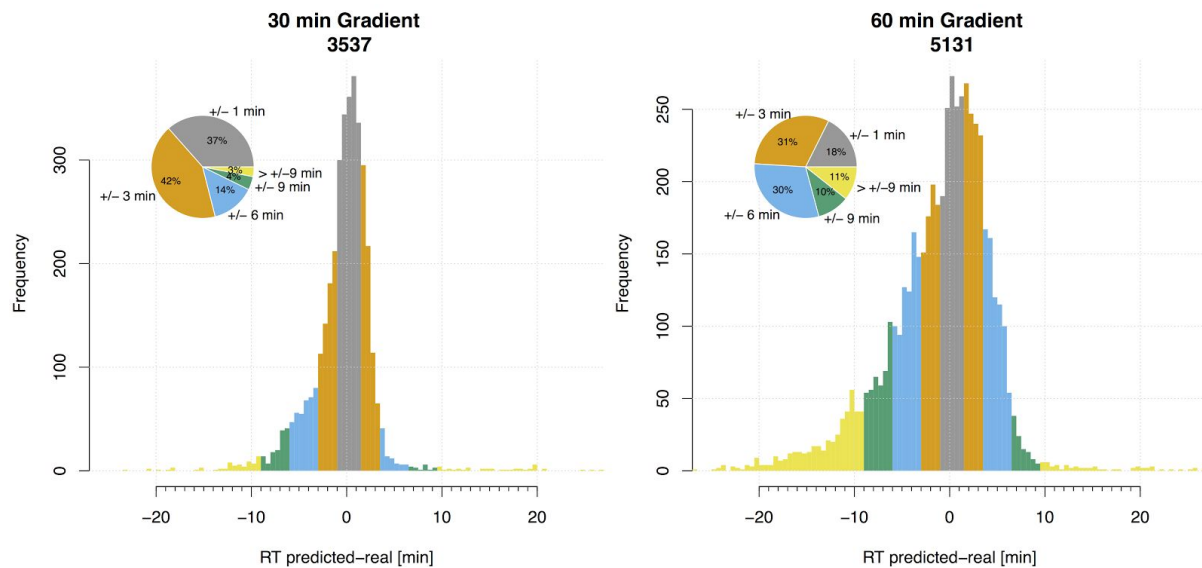 30 min Gradient
3537
+/− 1 min
37%
3%
> +/−9 min
4%
+/− 9 min
42%
14%
+/− 3 min
+/− 6 min
Frequency
300
200
100
0
−20 −10 0 10 20
RT predicted−real [min]
60 min Gradient
5131
+/− 3 min
+/− 1 min
31%
18%
11%
> +/−9 min
30%
10%
+/− 6 min
+/− 9 min
Frequency
250
200
150
100
50
0
−20 −10 0 10 20
RT predicted−real [min]